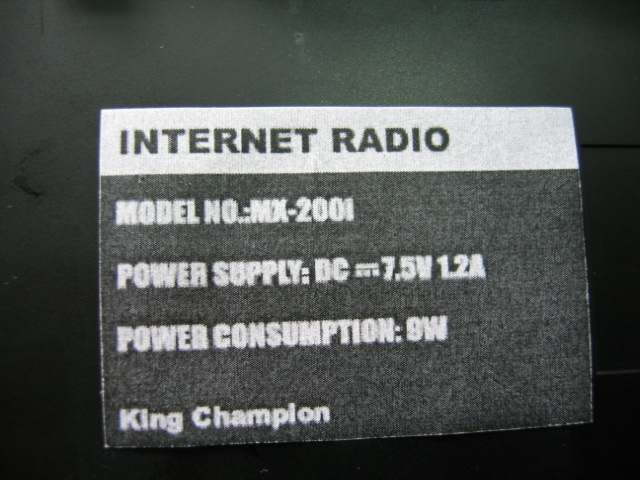 INTERNET RADIO
MODEL NO.:MX-200I
POWER SUPPLY: DC ⎓ 7.5V 1.2A
POWER CONSUMPTION: 9W
King Champion